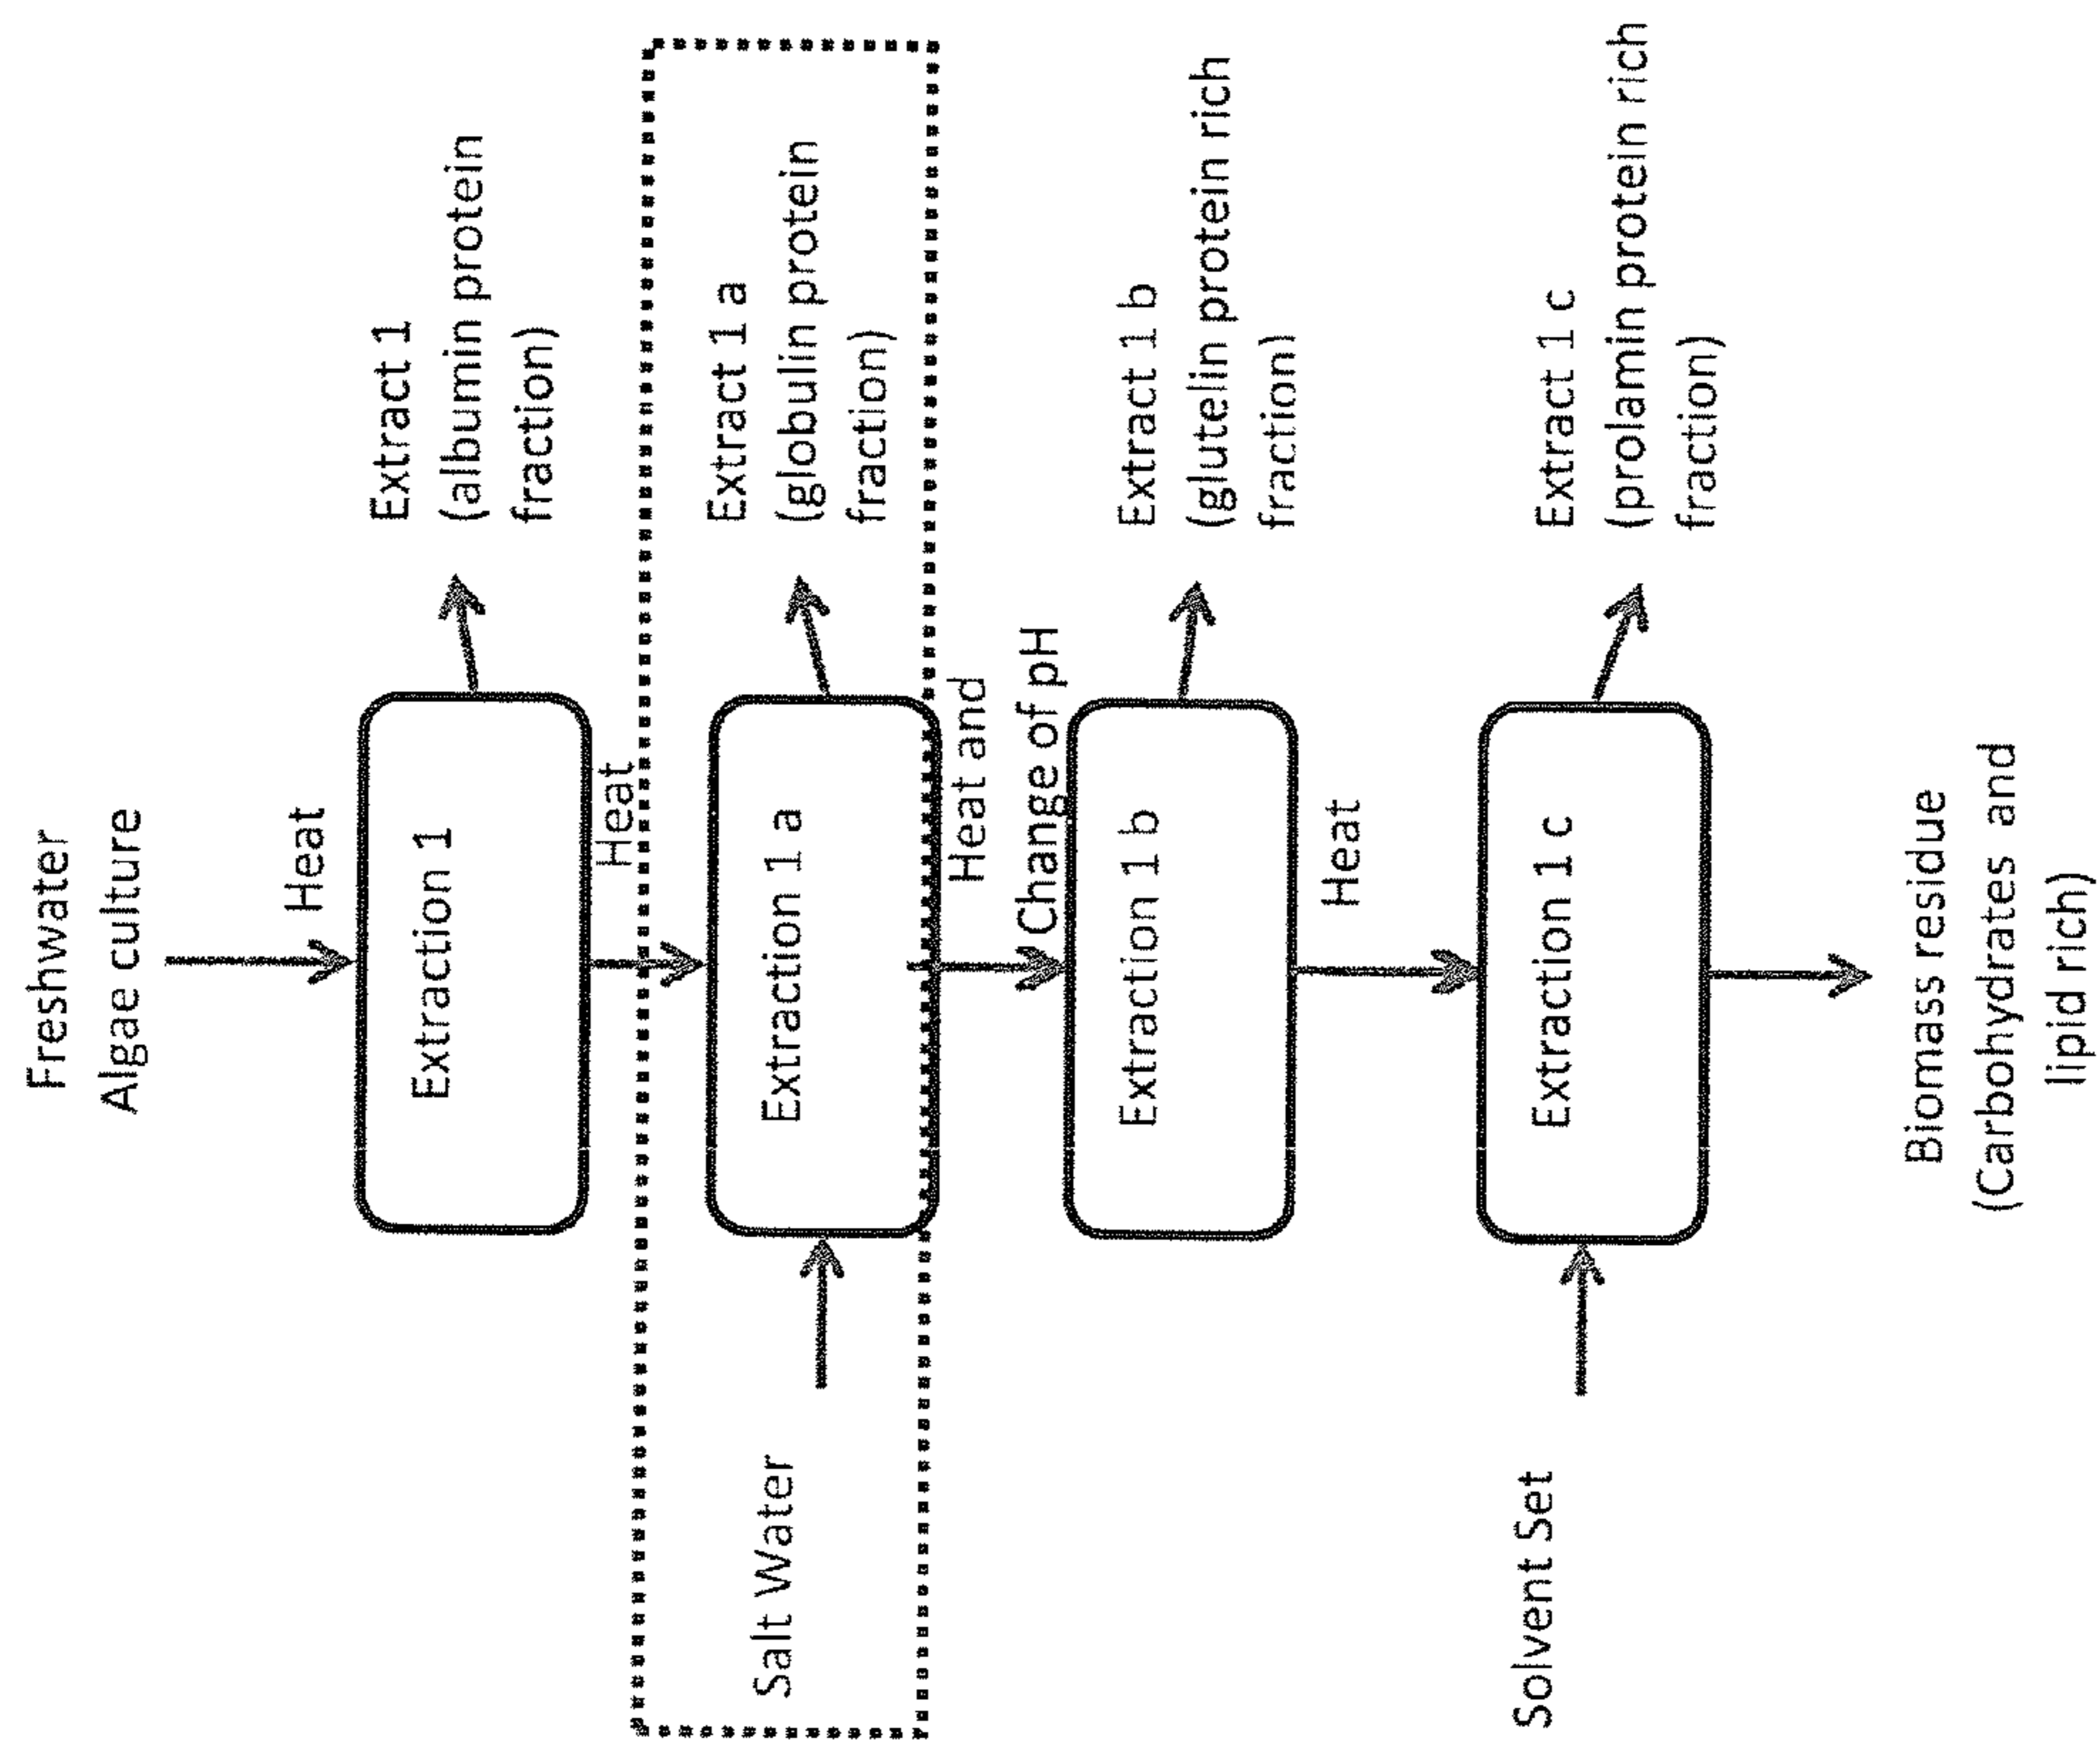 Freshwater
Algae culture
Heat
Extraction 1
Extract 1
(albumin protein
fraction)
Heat
Salt Water
Extraction 1 a
Extract 1 a
(globulin protein
fraction)
Heat and
Change of pH
Extraction 1 b
Extract 1 b
(glutelin protein rich
fraction)
Heat
Solvent Set
Extraction 1 c
Extract 1 c
(prolamin protein rich
fraction)
Biomass residue
(Carbohydrates and
lipid rich)